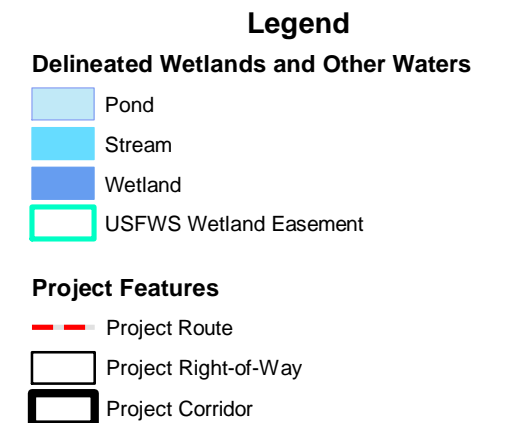 Legend
Delineated Wetlands and Other Waters
Pond
Stream
Wetland
USFWS Wetland Easement
Project Features
Project Route
Project Right-of-Way
Project Corridor